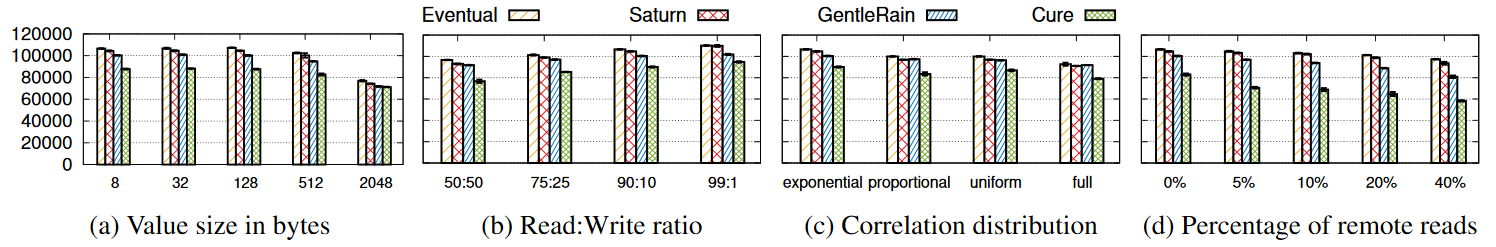 Eventual Saturn GentleRain Cure
120000
100000
80000
60000
40000
20000
0
8 32 128 512 2048
50:50 75:25 90:10 99:1
exponential proportional uniform full
0% 5% 10% 20% 40%
(a) Value size in bytes
(b) Read:Write ratio
(c) Correlation distribution
(d) Percentage of remote reads